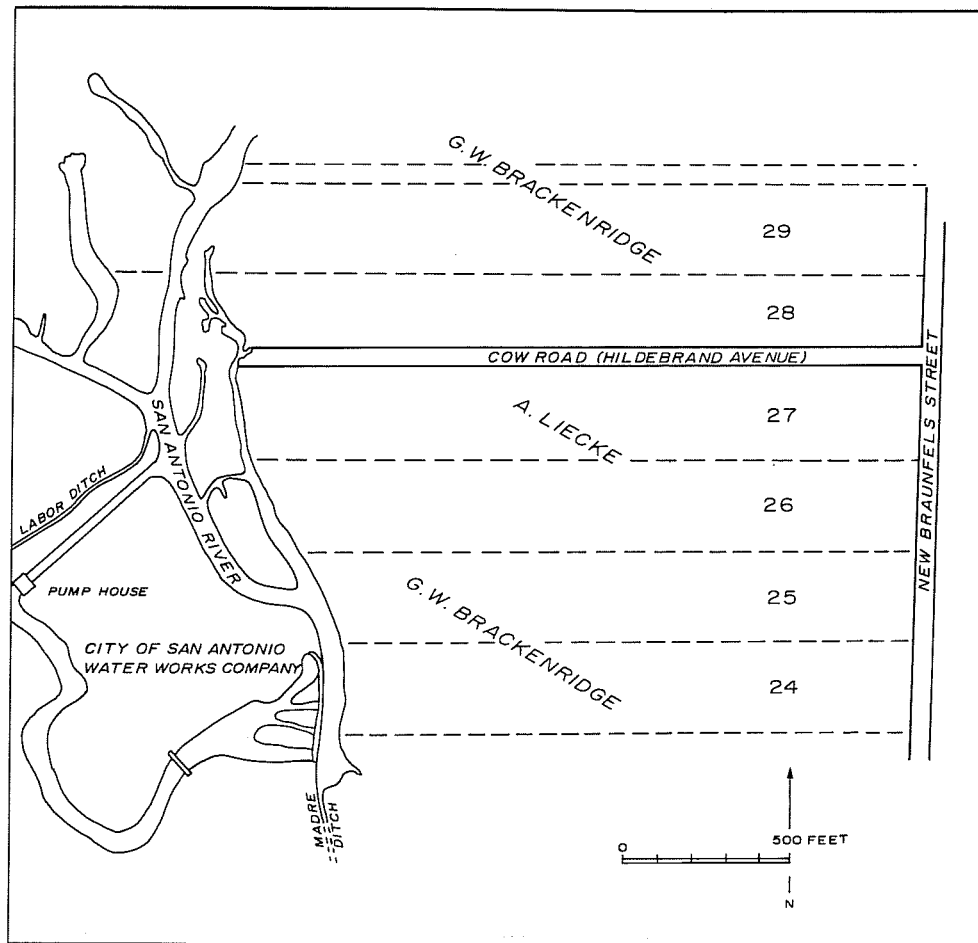 G. W. BRACKENRIDGE
29
28
COW ROAD (HILDEBRAND AVENUE)
NEW BRAUNFELS STREET
A. LIECKE
27
SAN ANTONIO RIVER
26
LABOR DITCH
PUMP HOUSE
25
G. W. BRACKENRIDGE
CITY OF SAN ANTONIO
WATER WORKS COMPANY
24
MADRE
DITCH
0
500 FEET
N